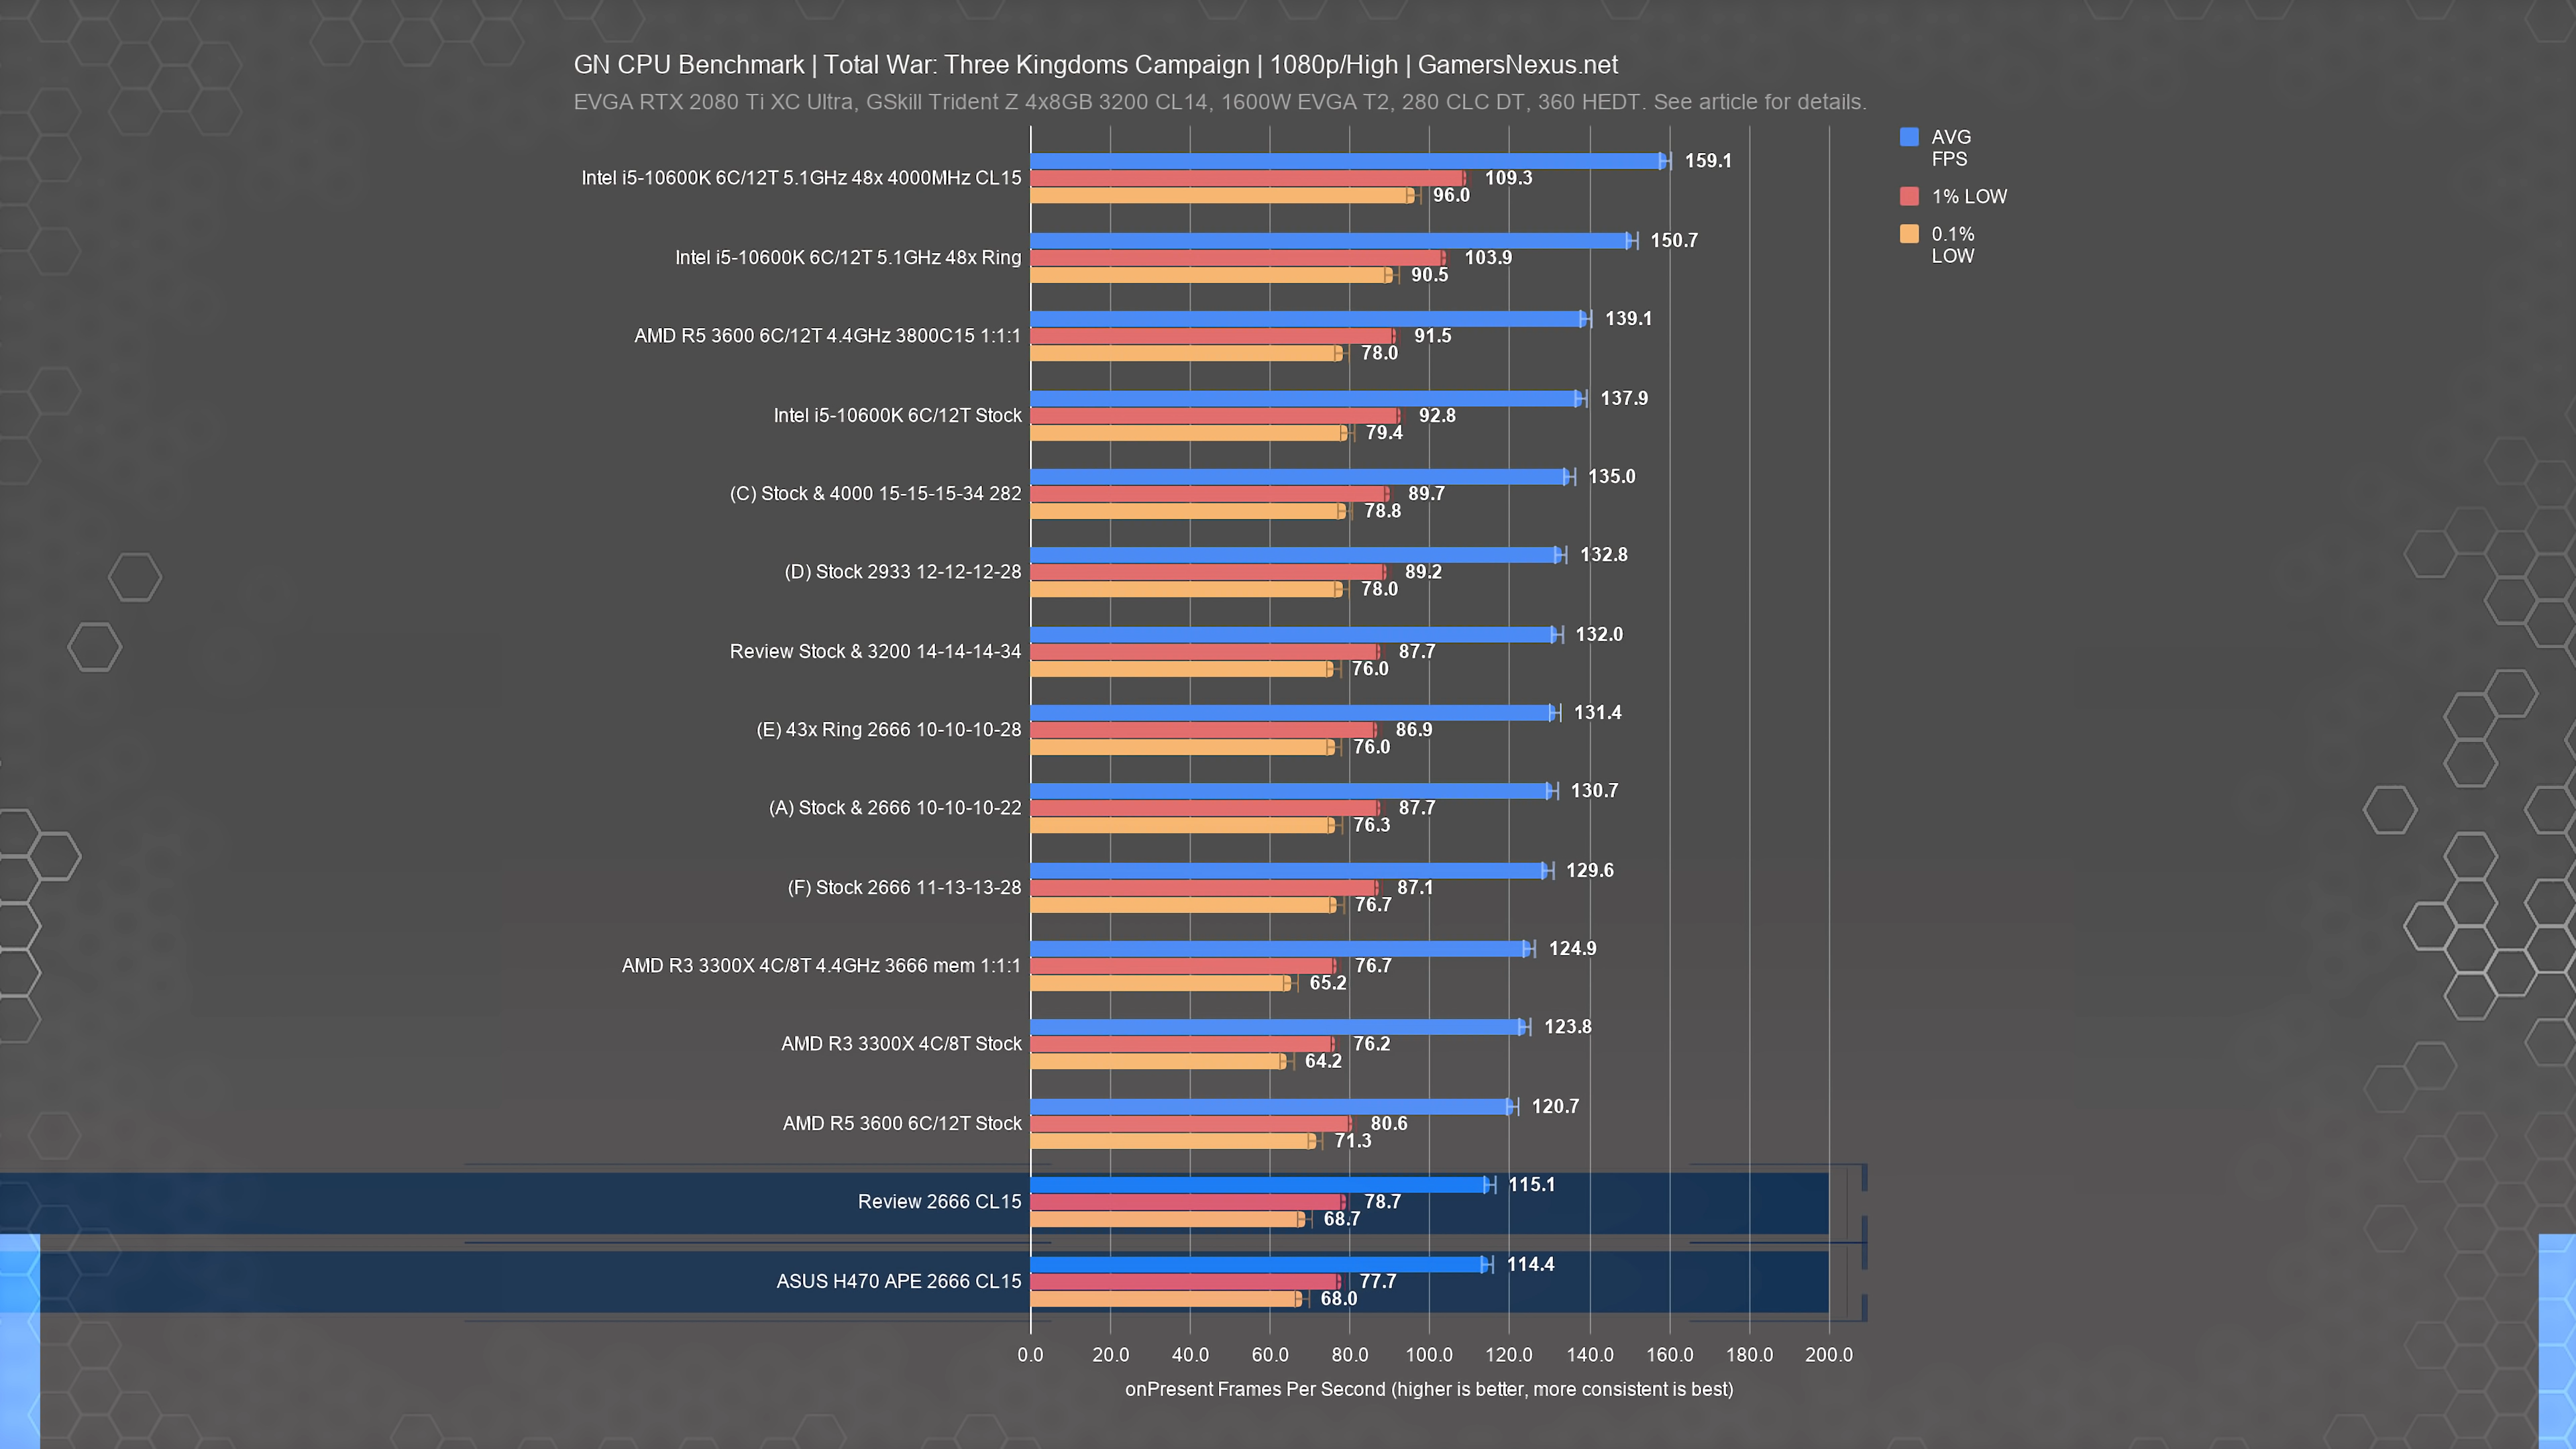 GN CPU Benchmark | Total War: Three Kingdoms Campaign | 1080p/High | GamersNexus.net
EVGA RTX 2080 Ti XC Ultra, GSkill Trident Z 4x8GB 3200 CL14, 1600W EVGA T2, 280 CLC DT, 360 HEDT. See article for details.
AVG
FPS
1% LOW
0.1%
LOW
Intel i5-10600K 6C/12T 5.1GHz 48x 4000MHz CL15
159.1
109.3
96.0
Intel i5-10600K 6C/12T 5.1GHz 48x Ring
150.7
103.9
90.5
AMD R5 3600 6C/12T 4.4GHz 3800C15 1:1:1
139.1
91.5
78.0
Intel i5-10600K 6C/12T Stock
137.9
92.8
79.4
(C) Stock & 4000 15-15-15-34 282
135.0
89.7
78.8
(D) Stock 2933 12-12-12-28
132.8
89.2
78.0
Review Stock & 3200 14-14-14-34
132.0
87.7
76.0
(E) 43x Ring 2666 10-10-10-28
131.4
86.9
76.0
(A) Stock & 2666 10-10-10-22
130.7
87.7
76.3
(F) Stock 2666 11-13-13-28
129.6
87.1
76.7
AMD R3 3300X 4C/8T 4.4GHz 3666 mem 1:1:1
124.9
76.7
65.2
AMD R3 3300X 4C/8T Stock
123.8
76.2
64.2
AMD R5 3600 6C/12T Stock
120.7
80.6
71.3
Review 2666 CL15
115.1
78.7
68.7
ASUS H470 APE 2666 CL15
114.4
77.7
68.0
0.0 20.0 40.0 60.0 80.0 100.0 120.0 140.0 160.0 180.0 200.0
onPresent Frames Per Second (higher is better, more consistent is best)